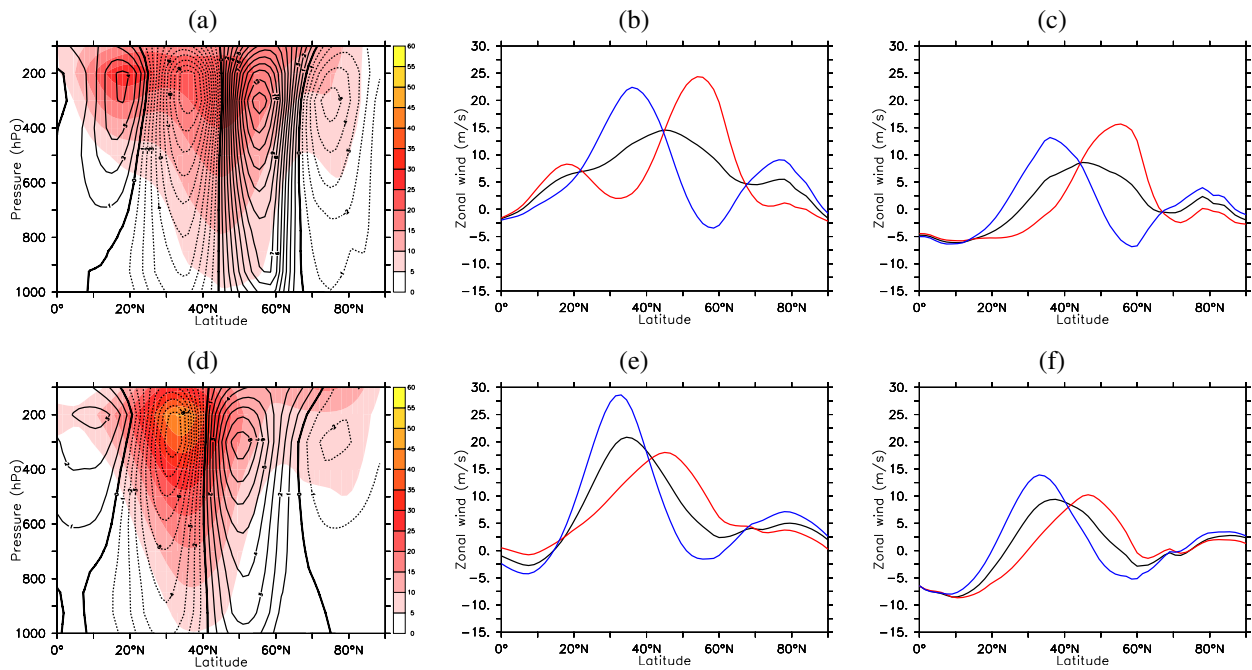 (a)
(b)
(c)
200
400
600
800
1000
Pressure (hPa)
0°
20°N
40°N
60°N
80°N
Latitude
60
55
50
45
40
35
30
25
20
15
10
5
0
30.
25.
20.
15.
10.
5.
0.
-5.
-10.
-15.
Zonal wind (m/s)
0°
20°N
40°N
60°N
80°N
Latitude
30.
25.
20.
15.
10.
5.
0.
-5.
-10.
-15.
Zonal wind (m/s)
0°
20°N
40°N
60°N
80°N
Latitude
(d)
(e)
(f)
200
400
600
800
1000
Pressure (hPa)
0°
20°N
40°N
60°N
80°N
Latitude
60
55
50
45
40
35
30
25
20
15
10
5
0
30.
25.
20.
15.
10.
5.
0.
-5.
-10.
-15.
Zonal wind (m/s)
0°
20°N
40°N
60°N
80°N
Latitude
30.
25.
20.
15.
10.
5.
0.
-5.
-10.
-15.
Zonal wind (m/s)
0°
20°N
40°N
60°N
80°N
Latitude